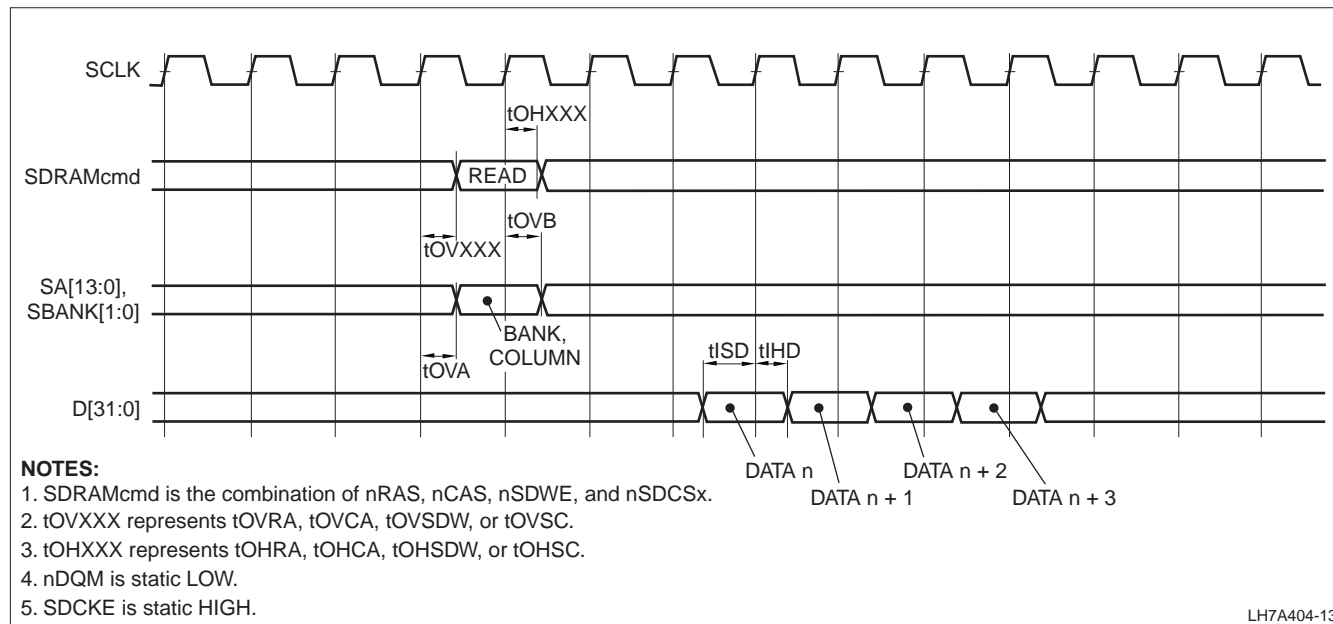 SCLK
tOHXXX
SDRAMcmd
READ
tOVXXX
tOVB
SA[13:0],
SBANK[1:0]
BANK,
COLUMN
tOVA
tISD
tIHD
D[31:0]
DATA n
DATA n + 1
DATA n + 2
DATA n + 3
NOTES:
1. SDRAMcmd is the combination of nRAS, nCAS, nSDWE, and nSDCSx.
2. tOVXXX represents tOVRA, tOVCA, tOVSDW, or tOVSC.
3. tOHXXX represents tOHRA, tOHCA, tOHSDW, or tOHSC.
4. nDQM is static LOW.
5. SDCKE is static HIGH.
LH7A404-13